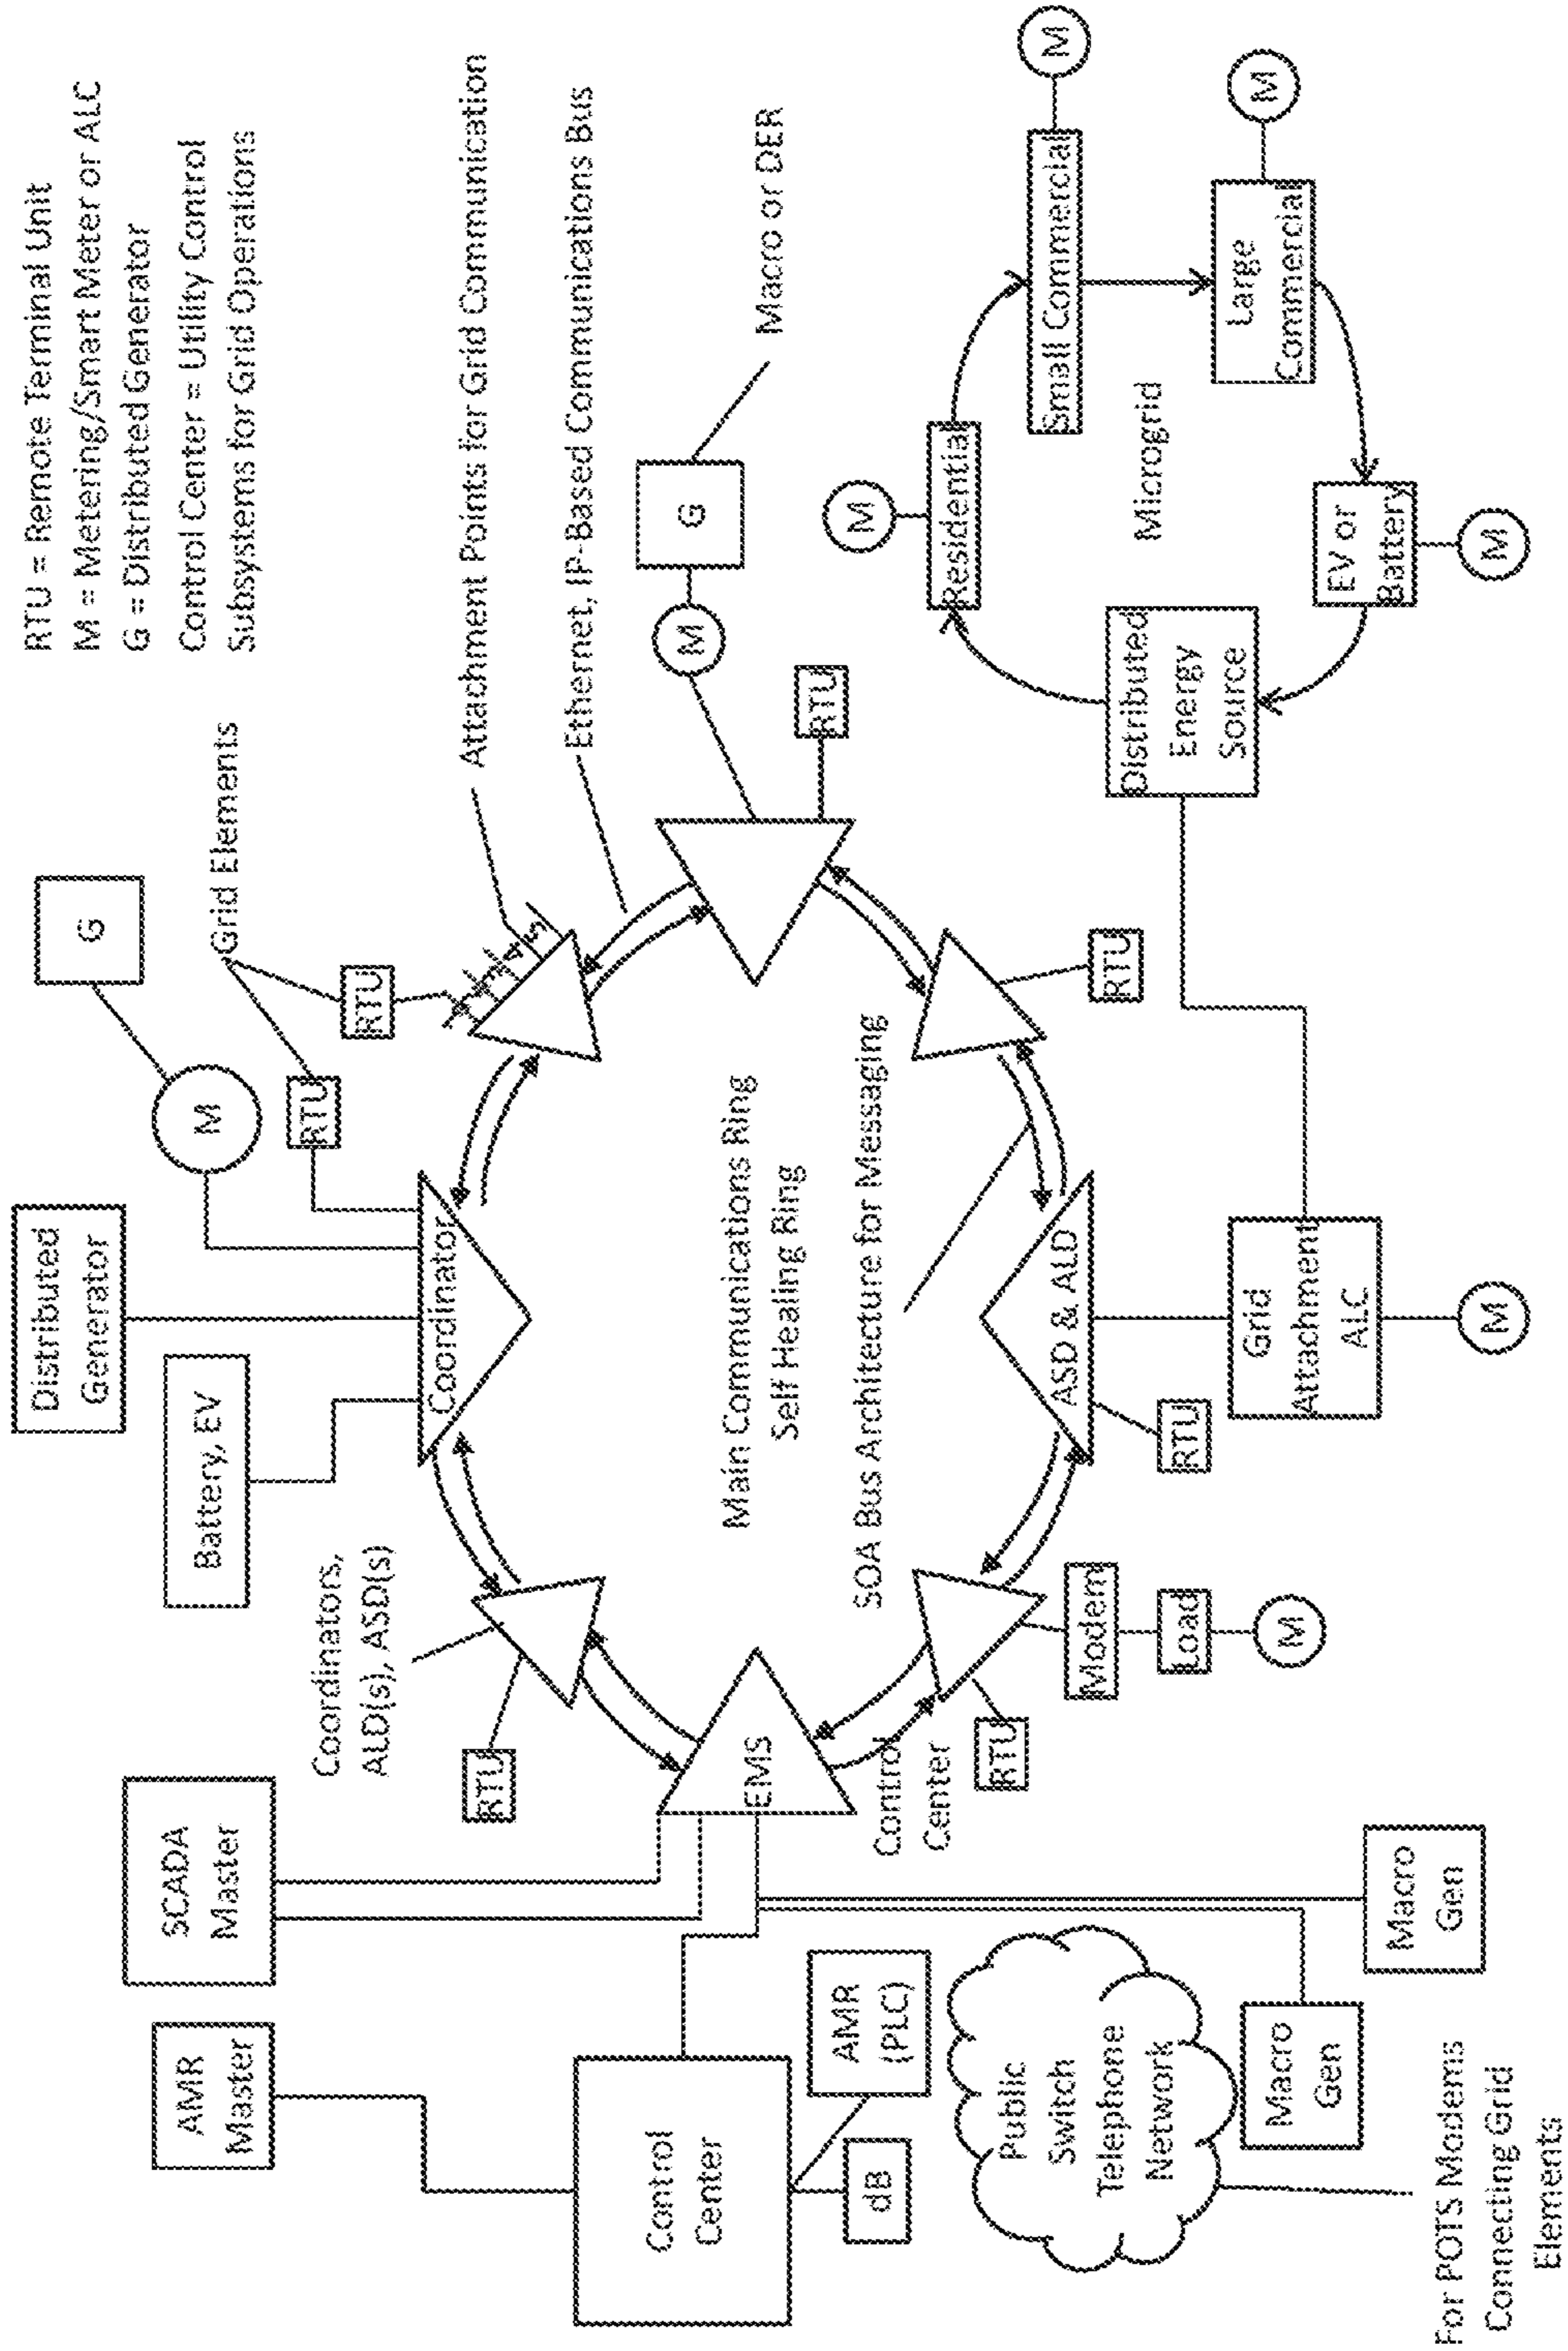 RTU = Remote Terminal Unit
M = Metering/Smart Meter or ALC
G = Distributed Generator
Control Center = Utility Control
Subsystems for Grid Operations
AMR
Master
SCADA
Master
Battery, EV
Distributed
Generator
M
G
Grid Elements
RTU
RTU
Coordinators,
ALD(s), ASD(s)
RTU
Coordinator
Attachment Points for Grid Communication
Ethernet, IP-Based Communications Bus
M
G
Macro or DER
RTU
Control
Center
dB
AMR
(PLC)
EMS
Control
Center
Main Communications Ring
Self Healing Ring
SOA Bus Architecture for Messaging
RTU
RTU
Modem
Load
M
ASD & ALD
RTU
Grid
Attachment
ALC
M
Public
Switch
Telephone
Network
Macro
Gen
Macro
Gen
For POTS Modems
Connecting Grid
Elements
Distributed
Energy
Source
Residential
M
Small Commercial
M
Microgrid
Large
Commercial
M
EV or
Battery
M